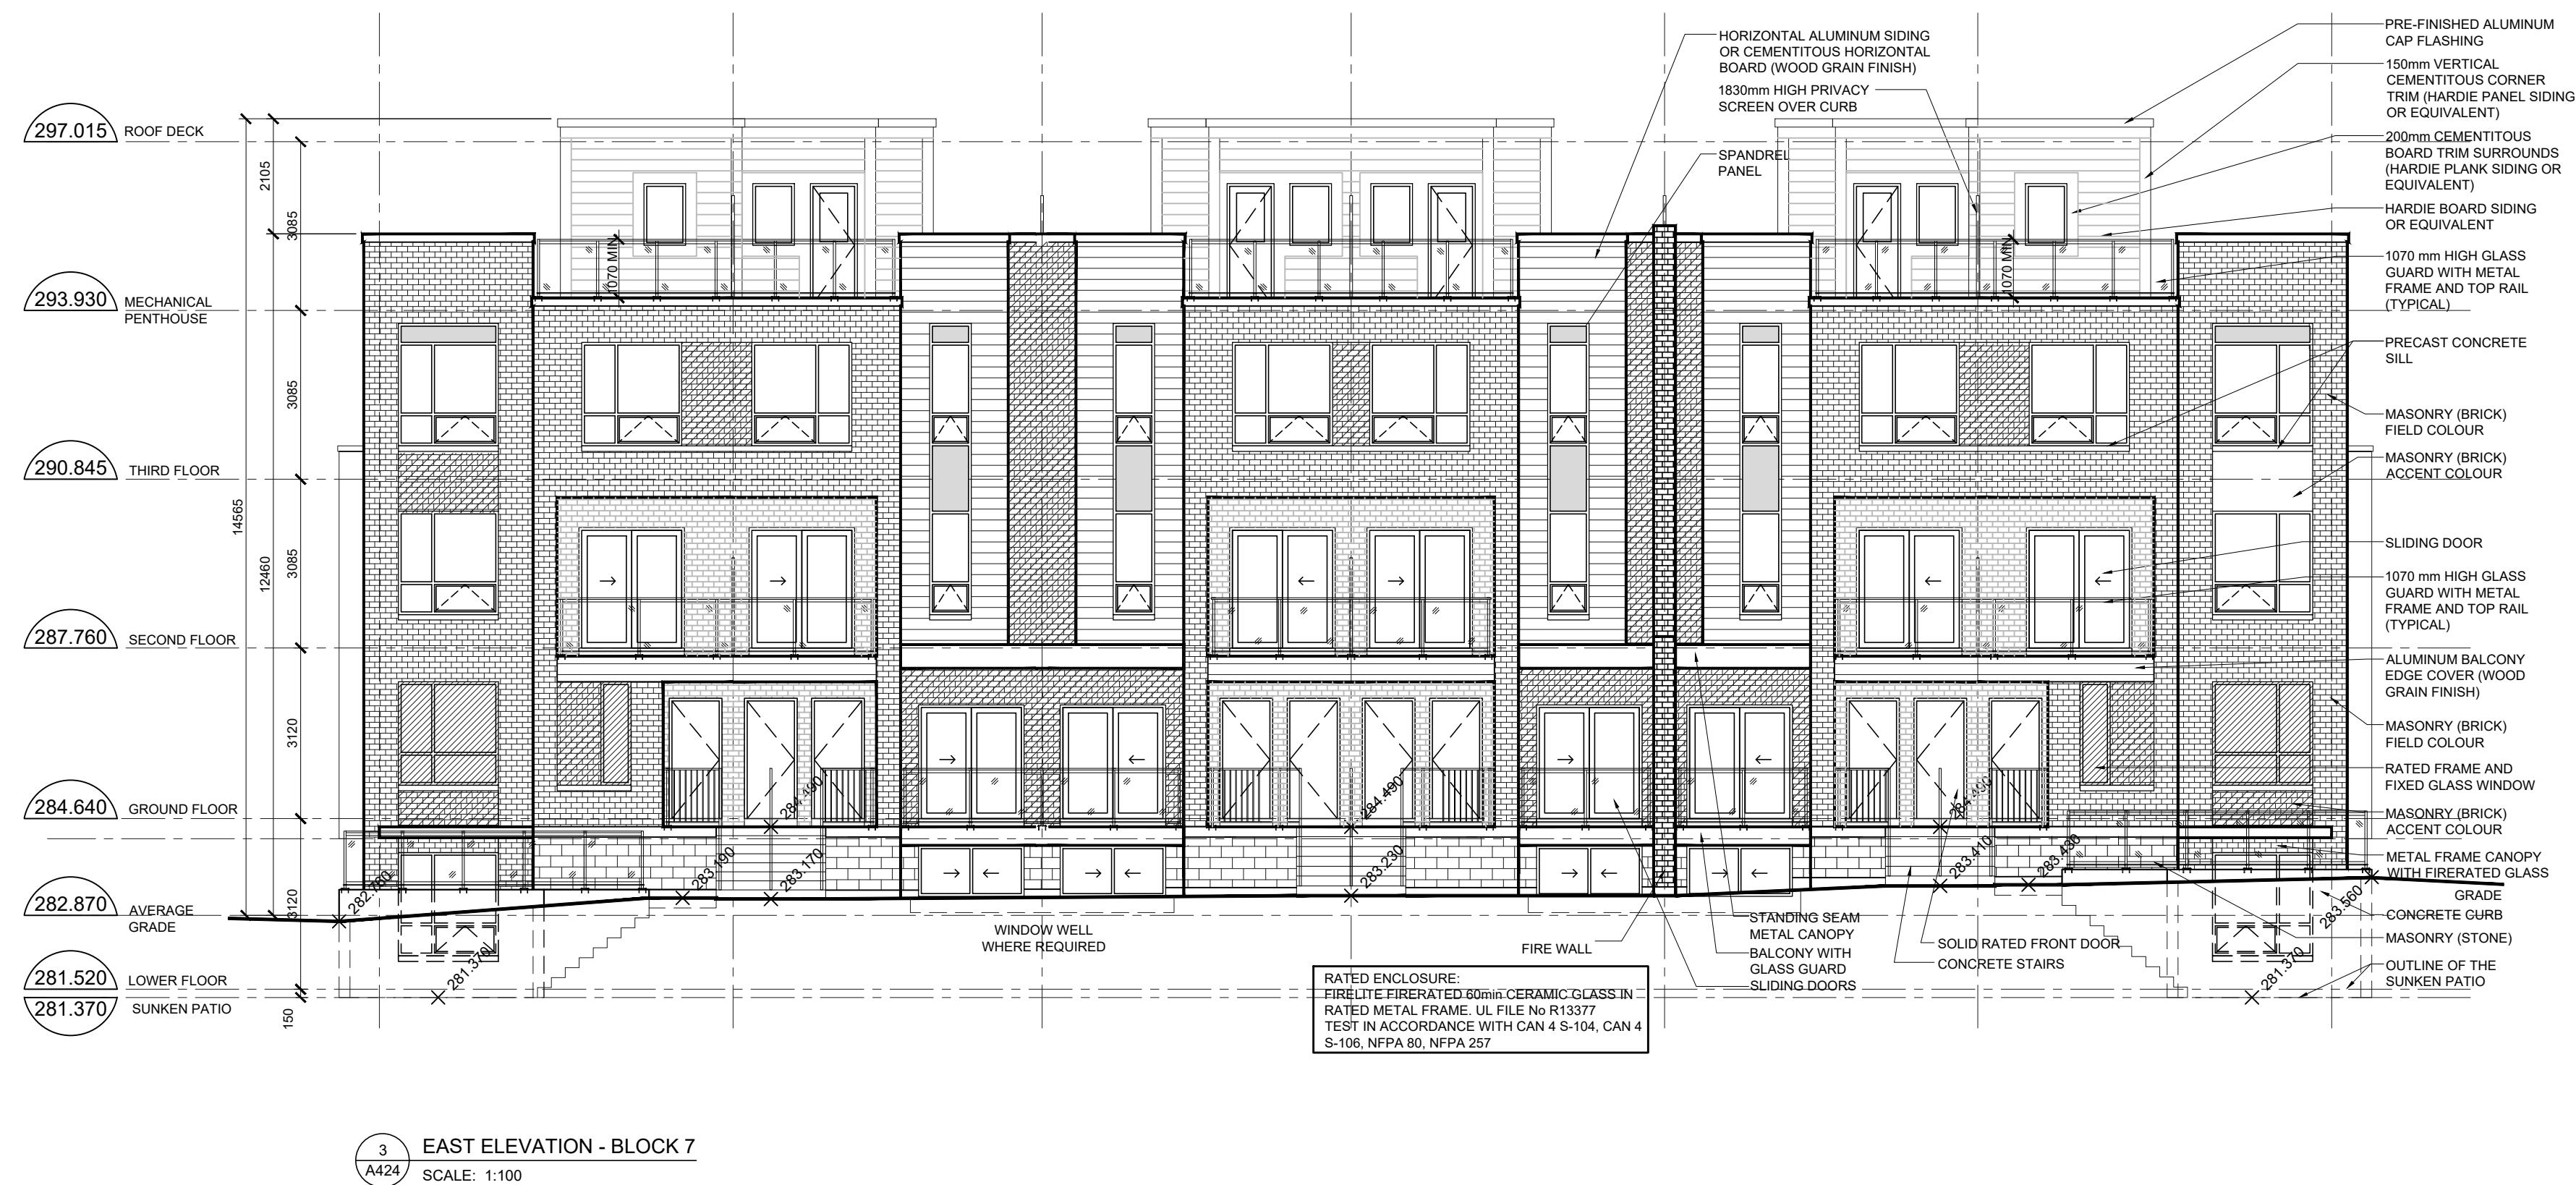 297.015 ROOF DECK
293.930 MECHANICAL
PENTHOUSE
290.845 THIRD FLOOR
287.760 SECOND FLOOR
284.640 GROUND FLOOR
282.870 AVERAGE
GRADE
281.520 LOWER FLOOR
281.370 SUNKEN PATIO
14565
2105
12460
3085
3085
3085
3120
3120
150
1070 MIN
1070 MIN
HORIZONTAL ALUMINUM SIDING
OR CEMENTITOUS HORIZONTAL
BOARD (WOOD GRAIN FINISH)
1830mm HIGH PRIVACY
SCREEN OVER CURB
SPANDREL
PANEL
PRE-FINISHED ALUMINUM
CAP FLASHING
150mm VERTICAL
CEMENTITOUS CORNER
TRIM (HARDIE PANEL SIDING
OR EQUIVALENT)
200mm CEMENTITOUS
BOARD TRIM SURROUNDS
(HARDIE PLANK SIDING OR
EQUIVALENT)
HARDIE BOARD SIDING
OR EQUIVALENT
1070 mm HIGH GLASS
GUARD WITH METAL
FRAME AND TOP RAIL
(TYPICAL)
PRECAST CONCRETE
SILL
MASONRY (BRICK)
FIELD COLOUR
MASONRY (BRICK)
ACCENT COLOUR
SLIDING DOOR
1070 mm HIGH GLASS
GUARD WITH METAL
FRAME AND TOP RAIL
(TYPICAL)
ALUMINUM BALCONY
EDGE COVER (WOOD
GRAIN FINISH)
MASONRY (BRICK)
FIELD COLOUR
RATED FRAME AND
FIXED GLASS WINDOW
MASONRY (BRICK)
ACCENT COLOUR
METAL FRAME CANOPY
WITH FIRERATED GLASS
GRADE
CONCRETE CURB
MASONRY (STONE)
OUTLINE OF THE
SUNKEN PATIO
282.760
281.370
283.190
284.490
283.170
284.490
283.230
284.490
283.410
283.430
283.560
281.370
WINDOW WELL
WHERE REQUIRED
FIRE WALL
STANDING SEAM
METAL CANOPY
BALCONY WITH
GLASS GUARD
SLIDING DOORS
SOLID RATED FRONT DOOR
CONCRETE STAIRS
RATED ENCLOSURE:
FIRELITE FIRERATED 60min CERAMIC GLASS IN
RATED METAL FRAME. UL FILE No R13377
TEST IN ACCORDANCE WITH CAN 4 S-104, CAN 4
S-106, NFPA 80, NFPA 257
3
A424
EAST ELEVATION - BLOCK 7
SCALE: 1:100